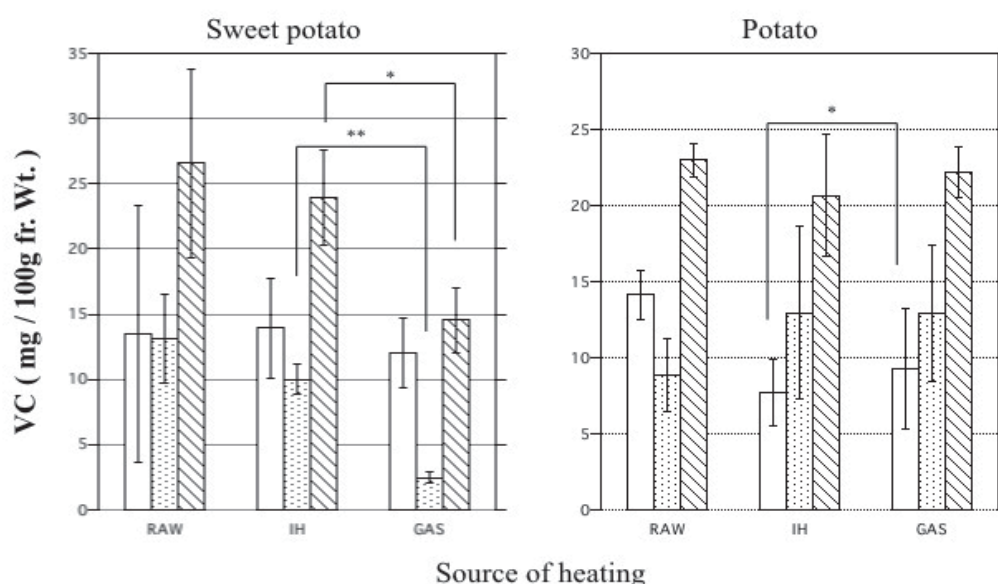 Sweet potato
Potato
VC ( mg / 100g fr. Wt. )
35
30
25
20
15
10
5
0
*
**
RAW
IH
GAS
30
25
20
15
10
5
0
*
RAW
IH
GAS
Source of heating